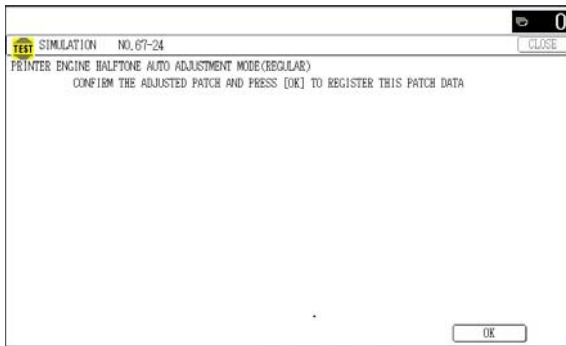 0
TEST SIMULATION NO.67-24 CLOSE
PRINTER ENGINE HALFTONE AUTO ADJUSTMENT MODE(REGULAR)
CONFIRM THE ADJUSTED PATCH AND PRESS [OK] TO REGISTER THIS PATCH DATA
OK